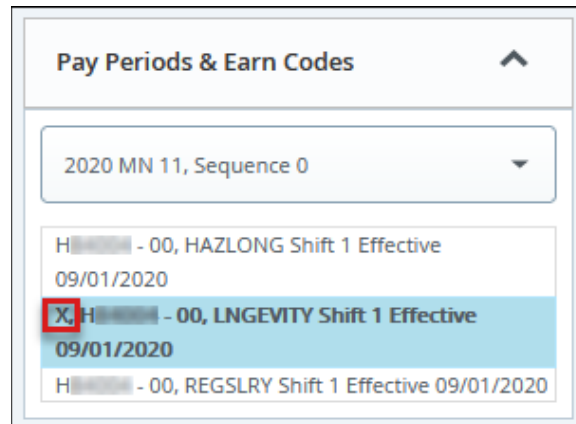 Pay Periods & Earn Codes
2020 MN 11, Sequence 0
H - 00, HAZLONG Shift 1 Effective
09/01/2020
X, H - 00, LNGEVITY Shift 1 Effective
09/01/2020
H - 00, REGSLRY Shift 1 Effective 09/01/2020